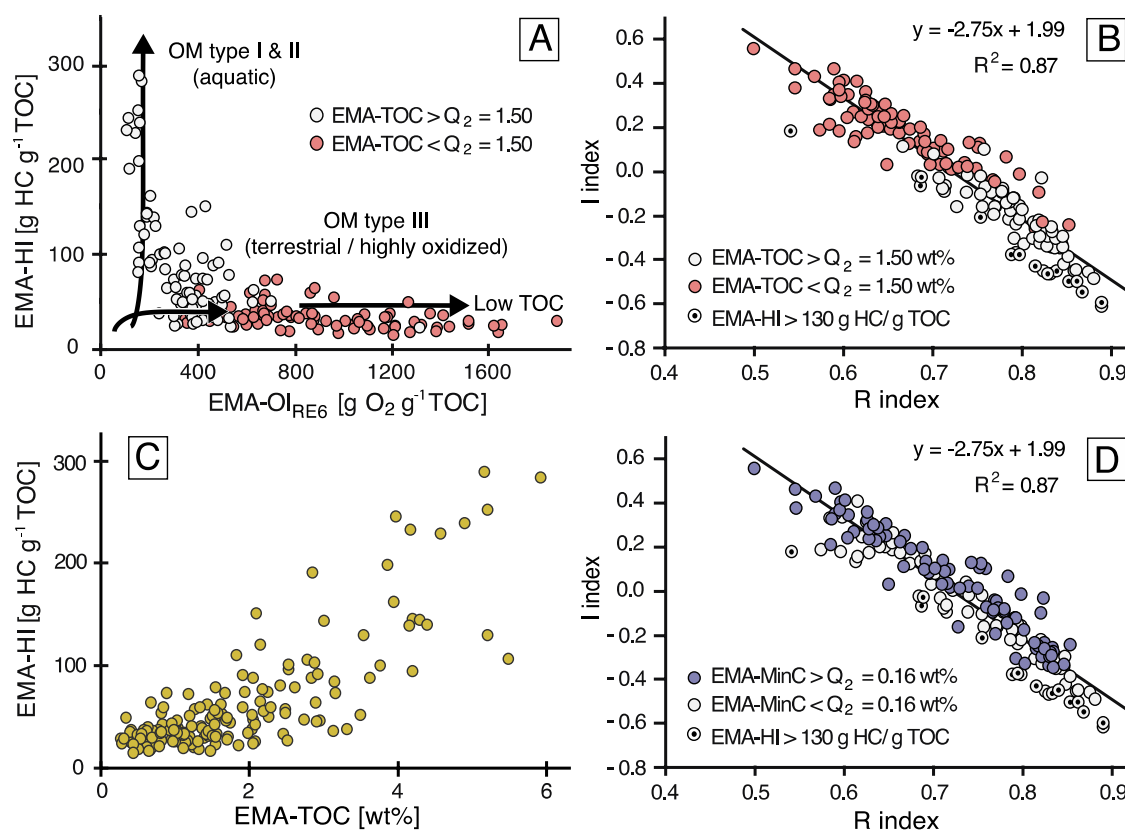 A
OM type I & II
(aquatic)
EMA-TOC > Q2 = 1.50
EMA-TOC < Q2 = 1.50
OM type III
(terrestrial / highly oxidized)
Low TOC
300
200
100
0
EMA-HI [g HC g-1 TOC]
0 400 800 1200 1600
EMA-OIRE6 [g O2 g-1 TOC]
B
y = -2.75x + 1.99
R2 = 0.87
0.6
0.4
0.2
0.0
-0.2
-0.4
-0.6
-0.8
I index
EMA-TOC > Q2 = 1.50 wt%
EMA-TOC < Q2 = 1.50 wt%
EMA-HI > 130 g HC/ g TOC
0.4 0.5 0.6 0.7 0.8 0.9
R index
C
300
200
100
0
EMA-HI [g HC g-1 TOC]
0 2 4 6
EMA-TOC [wt%]
D
y = -2.75x + 1.99
R2 = 0.87
0.6
0.4
0.2
0.0
-0.2
-0.4
-0.6
-0.8
I index
EMA-MinC > Q2 = 0.16 wt%
EMA-MinC < Q2 = 0.16 wt%
EMA-HI > 130 g HC/ g TOC
0.4 0.5 0.6 0.7 0.8 0.9
R index